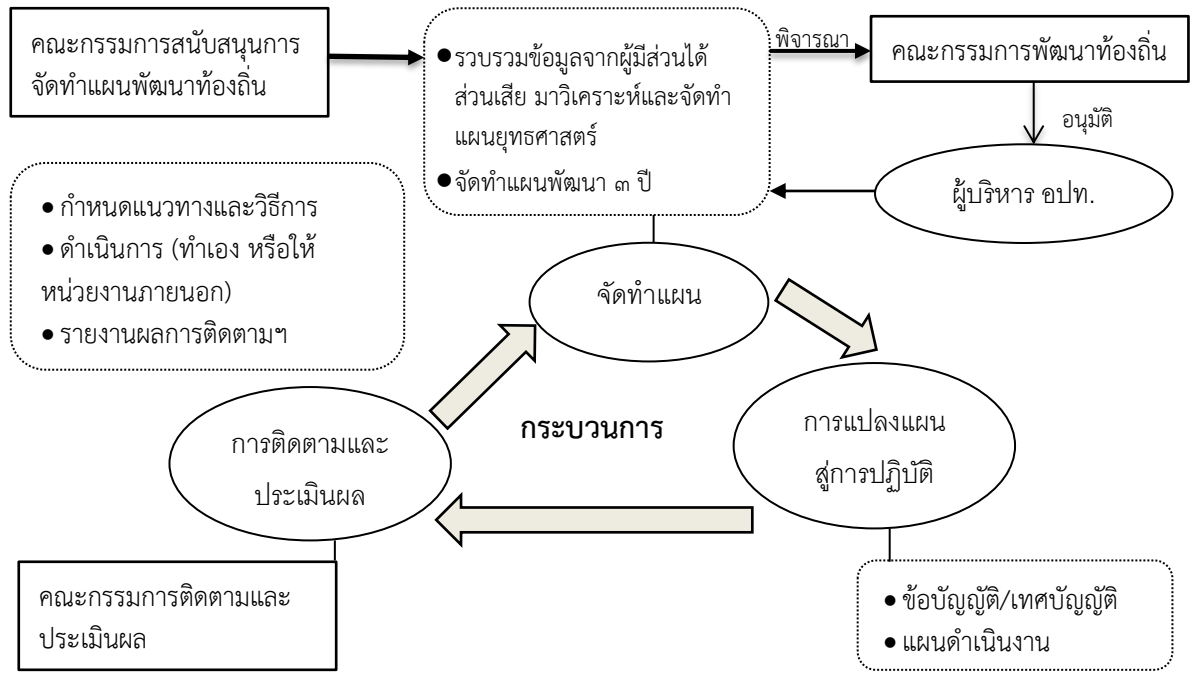 คณะกรรมการสนับสนุนการ
จัดทำแผนพัฒนาท้องถิ่น
● รวบรวมข้อมูลจากผู้มีส่วนได้
ส่วนเสีย มาวิเคราะห์และจัดทำ
แผนยุทธศาสตร์
● จัดทำแผนพัฒนา ๓ ปี
พิจารณา
คณะกรรมการพัฒนาท้องถิ่น
อนุมัติ
ผู้บริหาร อปท.
● กำหนดแนวทางและวิธีการ
● ดำเนินการ (ทำเอง หรือให้
หน่วยงานภายนอก)
● รายงานผลการติดตามฯ
จัดทำแผน
กระบวนการ
การแปลงแผน
สู่การปฏิบัติ
การติดตามและ
ประเมินผล
คณะกรรมการติดตามและ
ประเมินผล
● ข้อบัญญัติ/เทศบัญญัติ
● แผนดำเนินงาน